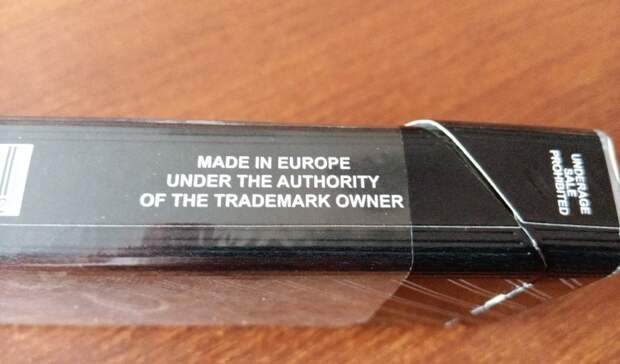 MADE IN EUROPE
UNDER THE AUTHORITY
OF THE TRADEMARK OWNER
UNDERAGE
SALE
PROHIBITED